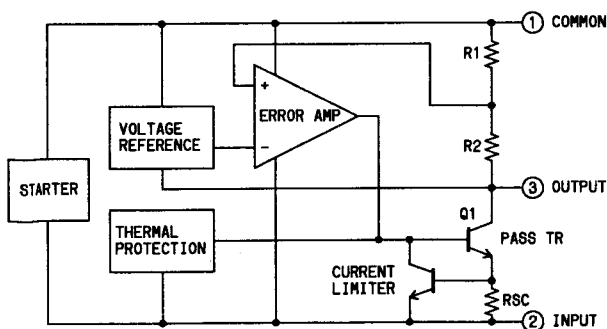 1 COMMON
R1
+
ERROR AMP
-
VOLTAGE
REFERENCE
R2
STARTER
3 OUTPUT
Q1
THERMAL
PROTECTION
PASS TR
CURRENT
LIMITER
RSC
2 INPUT